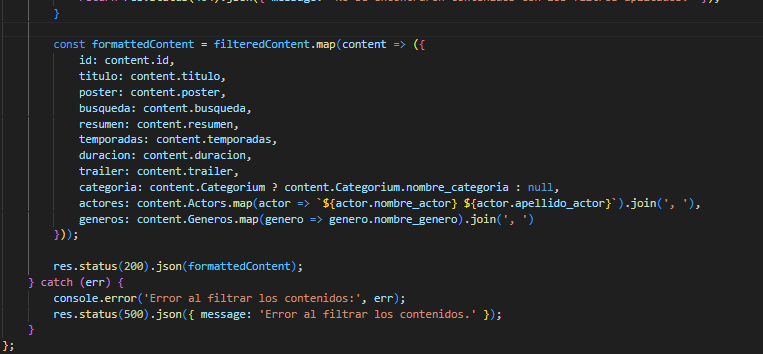 return res.status(404).json({ message: 'No se encontraron contenidos con los filtros aplicados.' });
}
const formattedContent = filteredContent.map(content => ({
id: content.id,
titulo: content.titulo,
poster: content.poster,
busqueda: content.busqueda,
resumen: content.resumen,
temporadas: content.temporadas,
duracion: content.duracion,
trailer: content.trailer,
categoria: content.Categorium ? content.Categorium.nombre_categoria : null,
actores: content.Actors.map(actor => `${actor.nombre_actor} ${actor.apellido_actor}`).join(', '),
generos: content.Generos.map(genero => genero.nombre_genero).join(', ')
}));
res.status(200).json(formattedContent);
} catch (err) {
console.error('Error al filtrar los contenidos:', err);
res.status(500).json({ message: 'Error al filtrar los contenidos.' });
}
};